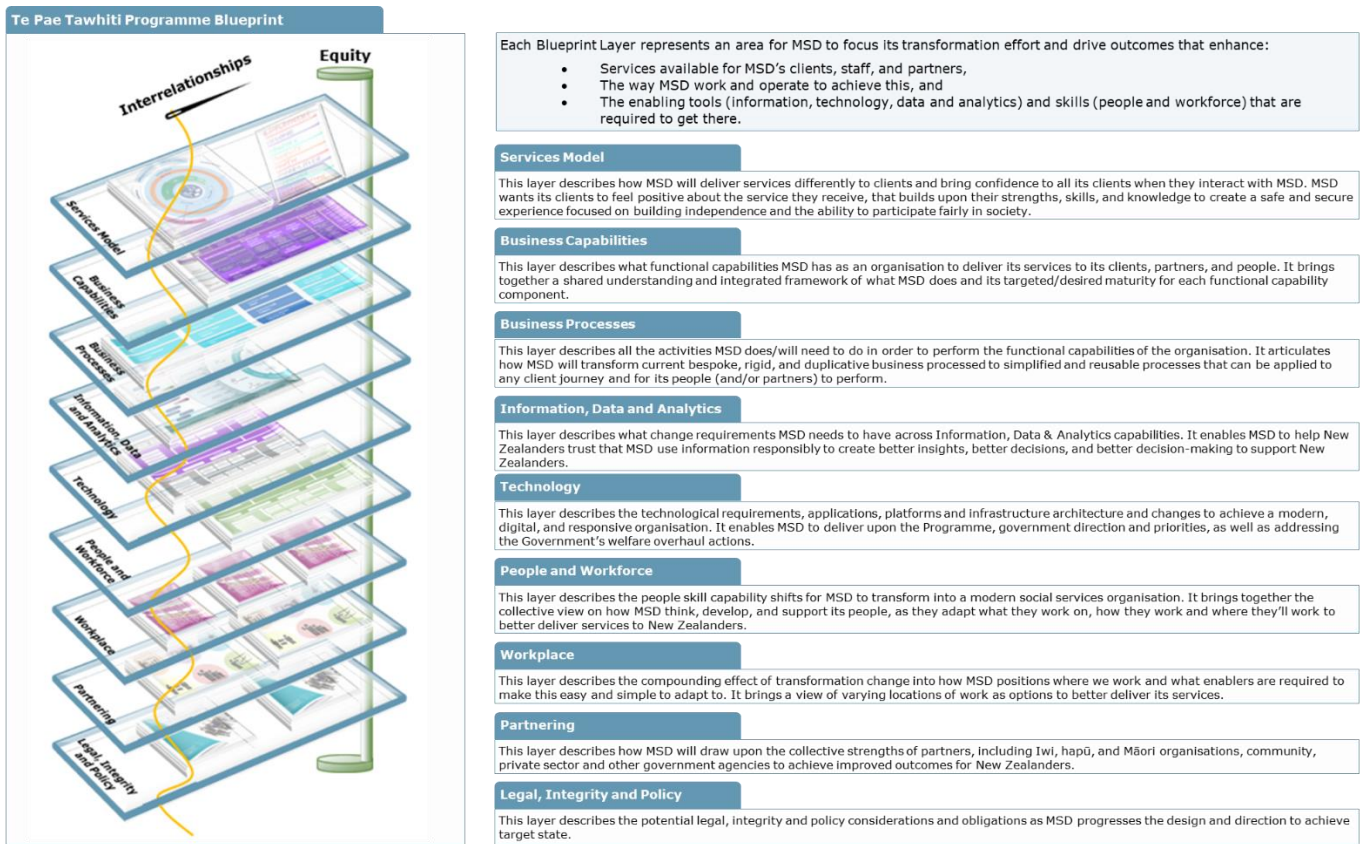 Te Pae Tawhiti Programme Blueprint
Interrelationships
Equity
Services Model
Business
Capabilities
Business
Processes
Information, Data
and Analytics
Technology
People and
Workforce
Workplace
Partnering
Legal, Integrity
and Policy
Each Blueprint Layer represents an area for MSD to focus its transformation effort and drive outcomes that enhance:
• Services available for MSD's clients, staff, and partners,
• The way MSD work and operate to achieve this, and
• The enabling tools (information, technology, data and analytics) and skills (people and workforce) that are
required to get there.
Services Model
This layer describes how MSD will deliver services differently to clients and bring confidence to all its clients when they interact with MSD. MSD
wants its clients to feel positive about the service they receive, that builds upon their strengths, skills, and knowledge to create a safe and secure
experience focused on building independence and the ability to participate fairly in society.
Business Capabilities
This layer describes what functional capabilities MSD has as an organisation to deliver its services to its clients, partners, and people. It brings
together a shared understanding and integrated framework of what MSD does and its targeted/desired maturity for each functional capability
component.
Business Processes
This layer describes all the activities MSD does/will need to do in order to perform the functional capabilities of the organisation. It articulates
how MSD will transform current bespoke, rigid, and duplicative business processed to simplified and reusable processes that can be applied to
any client journey and for its people (and/or partners) to perform.
Information, Data and Analytics
This layer describes what change requirements MSD needs to have across Information, Data & Analytics capabilities. It enables MSD to help New
Zealanders trust that MSD use information responsibly to create better insights, better decisions, and better decision-making to support New
Zealanders.
Technology
This layer describes the technological requirements, applications, platforms and infrastructure architecture and changes to achieve a modern,
digital, and responsive organisation. It enables MSD to deliver upon the Programme, government direction and priorities, as well as addressing
the Government's welfare overhaul actions.
People and Workforce
This layer describes the people skill capability shifts for MSD to transform into a modern social services organisation. It brings together the
collective view on how MSD think, develop, and support its people, as they adapt what they work on, how they work and where they'll work to
better deliver services to New Zealanders.
Workplace
This layer describes the compounding effect of transformation change into how MSD positions where we work and what enablers are required to
make this easy and simple to adapt to. It brings a view of varying locations of work as options to better deliver its services.
Partnering
This layer describes how MSD will draw upon the collective strengths of partners, including Iwi, hapū, and Māori organisations, community,
private sector and other government agencies to achieve improved outcomes for New Zealanders.
Legal, Integrity and Policy
This layer describes the potential legal, integrity and policy considerations and obligations as MSD progresses the design and direction to achieve
target state.